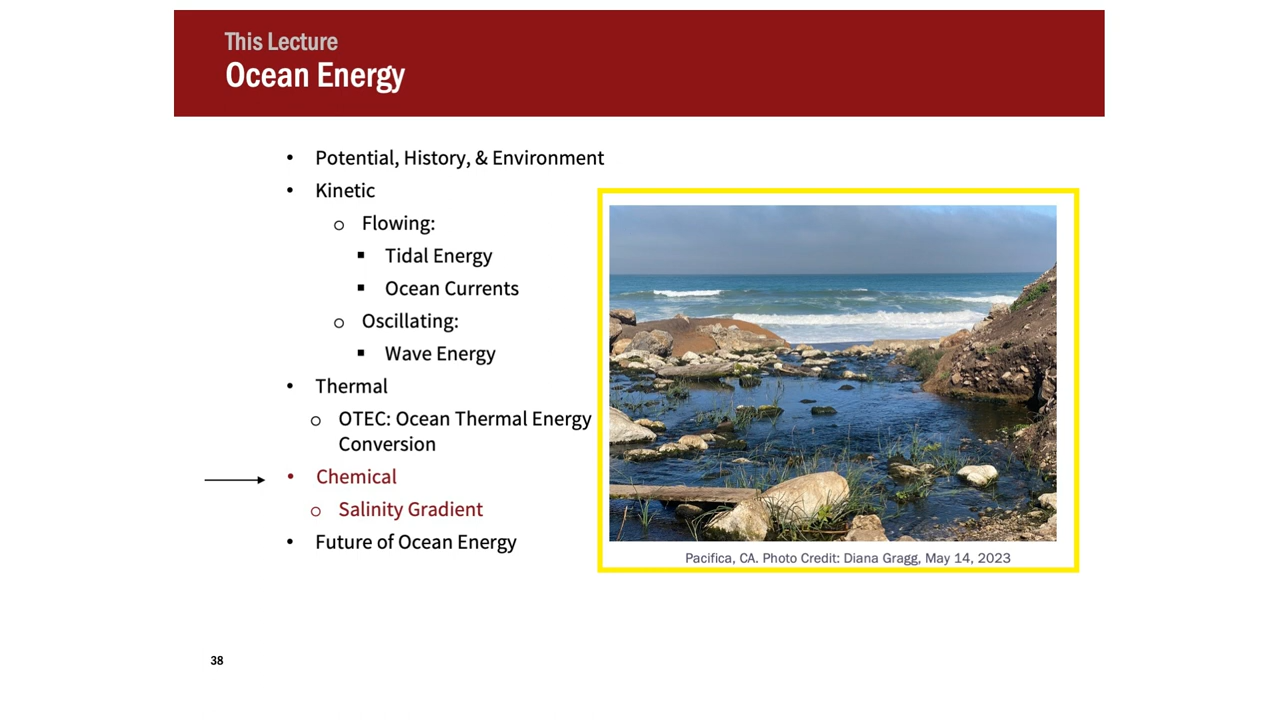 This Lecture
Ocean Energy
• Potential, History, & Environment
• Kinetic
o Flowing:
▪ Tidal Energy
▪ Ocean Currents
o Oscillating:
▪ Wave Energy
• Thermal
o OTEC: Ocean Thermal Energy
Conversion
• Chemical
o Salinity Gradient
• Future of Ocean Energy
Pacifica, CA. Photo Credit: Diana Gragg, May 14, 2023
38